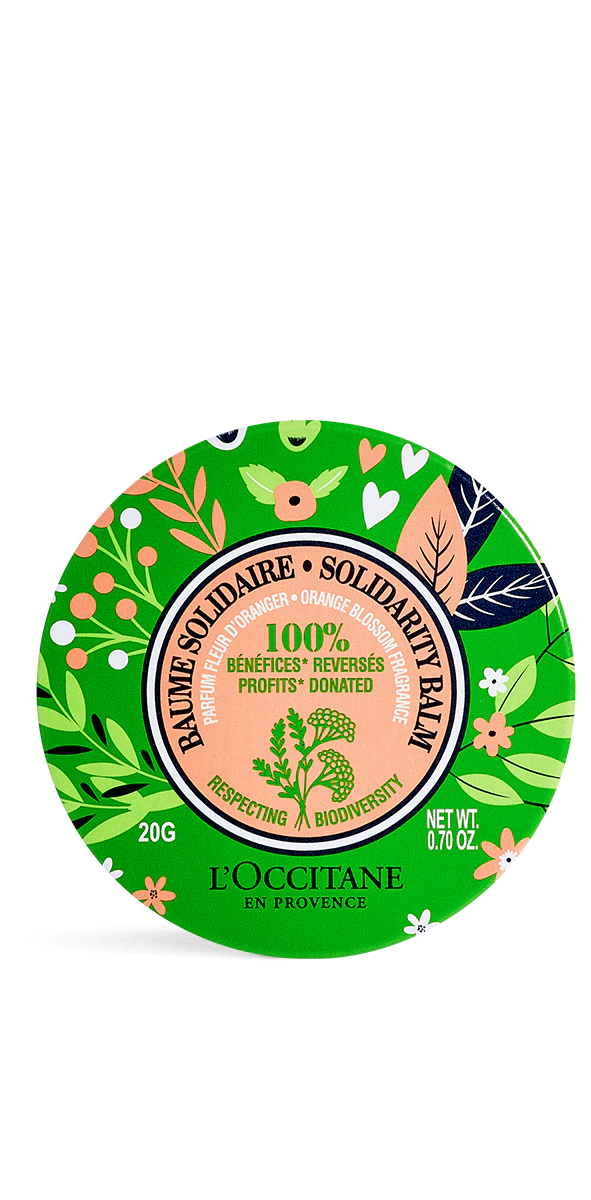 BAUME SOLIDAIRE • SOLIDARITY BALM
PARFUM FLEUR D'ORANGER • ORANGE BLOSSOM FRAGRANCE
100%
BÉNÉFICES* REVERSÉS
PROFITS* DONATED
RESPECTING BIODIVERSITY
20G
NET WT.
0.70 OZ.
L'OCCITANE
EN PROVENCE